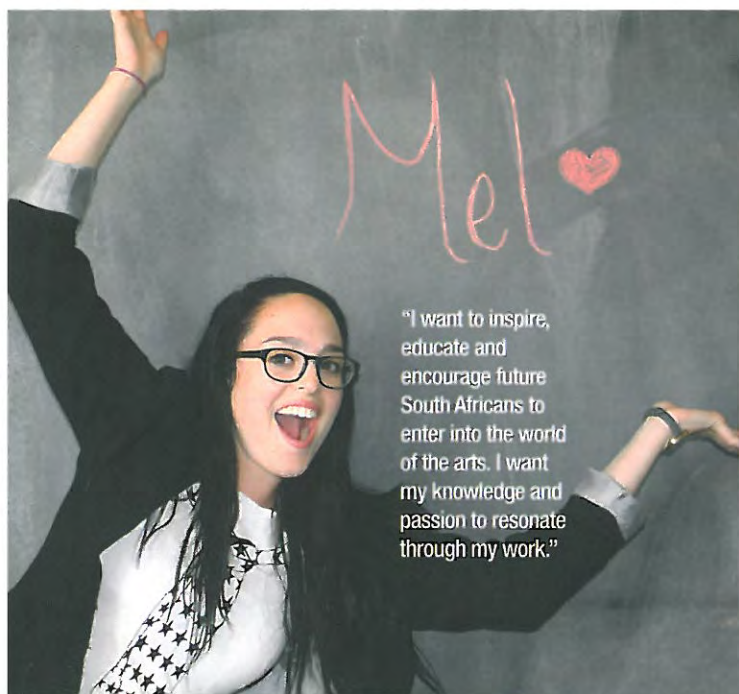 Mel
"I want to inspire,
educate and
encourage future
South Africans to
enter into the world
of the arts. I want
my knowledge and
passion to resonate
through my work."